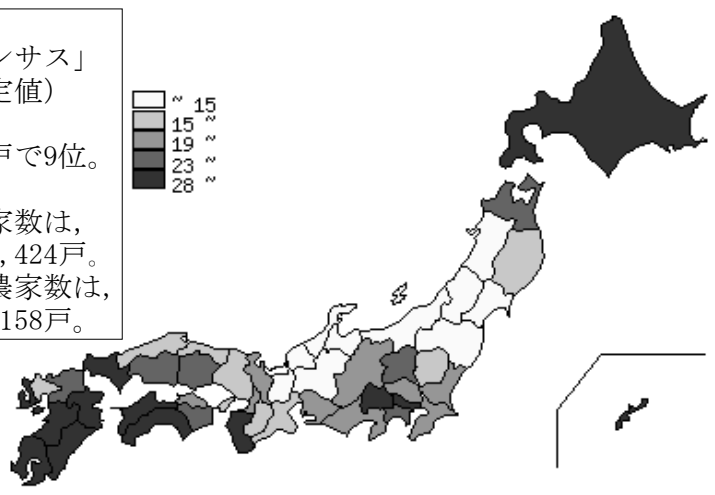 ンサス」
定値）
戸で9位。
家数は,
,424戸。
農家数は,
158戸。
~ 15
15 ~
19 ~
23 ~
28 ~